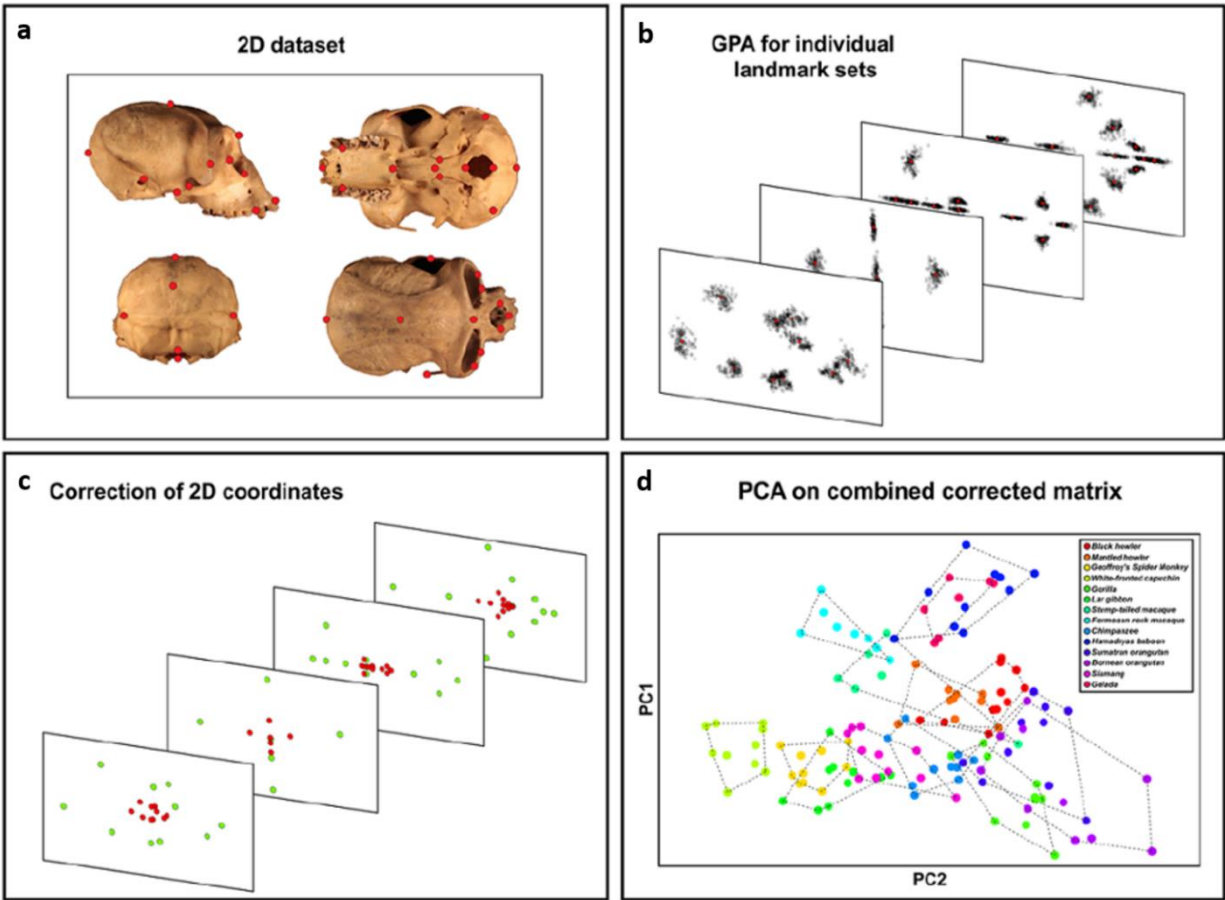 a
2D dataset
b
GPA for individual
landmark sets
c
Correction of 2D coordinates
d
PCA on combined corrected matrix
Black howler
Mantled howler
Geoffroy's Spider Monkey
White-fronted capuchin
Gorilla
Lar gibbon
Stump-tailed macaque
Formosan rock macaque
Chimpanzee
Hamadryas baboon
Sumatran orangutan
Bornean orangutan
Siamang
Gelada
PC1
PC2